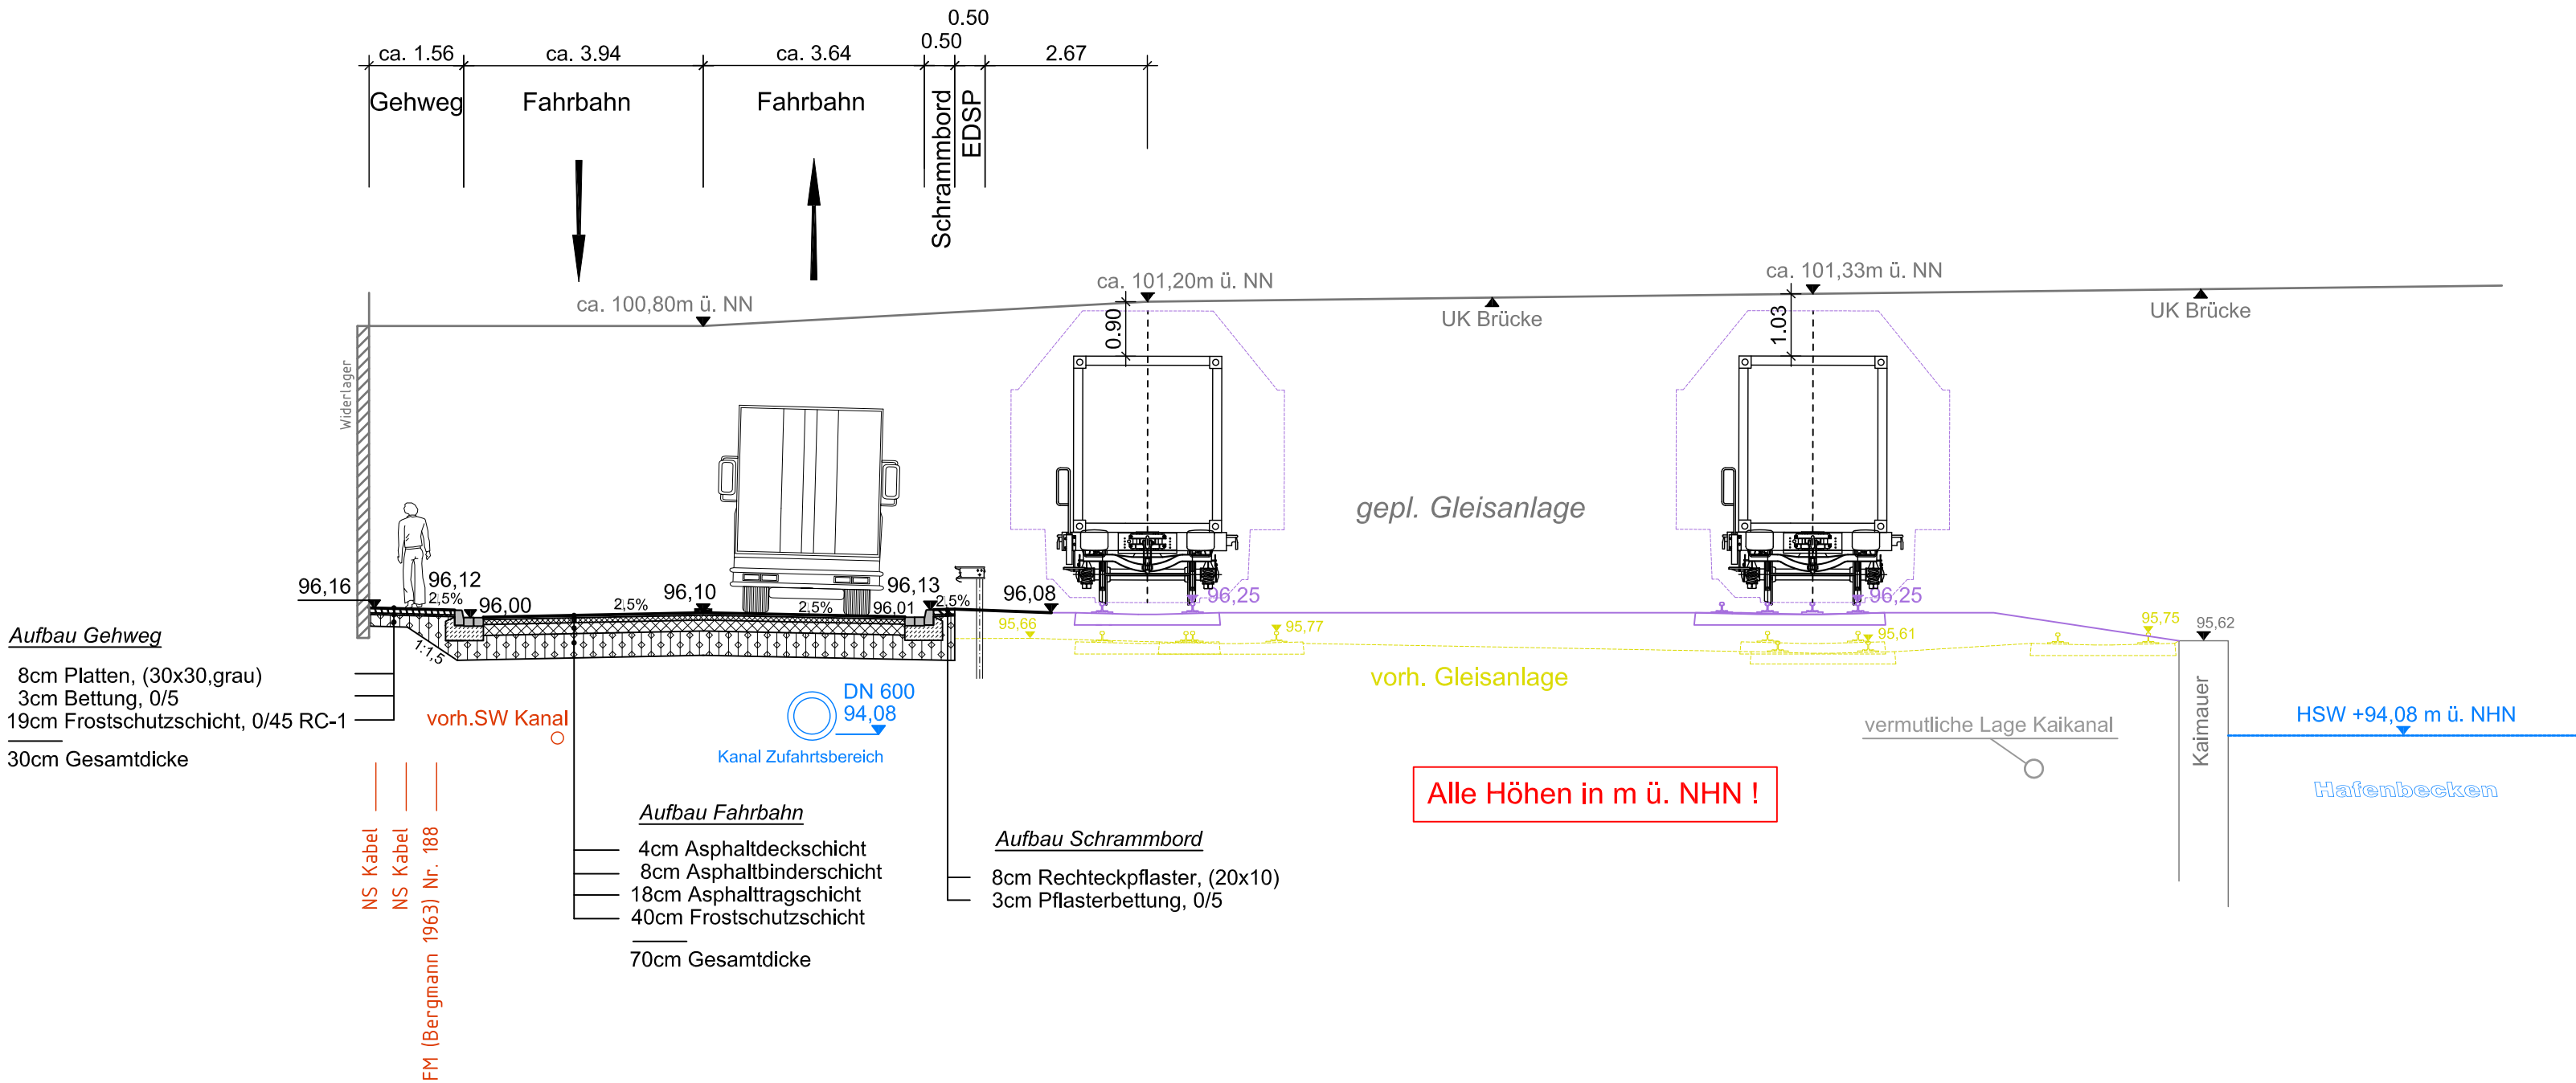 0.50
0.50
ca. 1.56
ca. 3.94
ca. 3.64
2.67
Gehweg
Fahrbahn
Fahrbahn
Schrammbord
EDSP
ca. 100,80m ü. NN
ca. 101,20m ü. NN
ca. 101,33m ü. NN
UK Brücke
UK Brücke
0.90
1.03
Widerlager
gepl. Gleisanlage
96,16
96,12
2,5%
96,00
2,5%
96,10
2,5%
96,13
96,01
2,5%
96,08
96,25
96,25
95,66
95,77
95,61
95,75
95,62
1:1,5
Aufbau Gehweg
8cm Platten, (30x30,grau)
3cm Bettung, 0/5
19cm Frostschutzschicht, 0/45 RC-1
30cm Gesamtdicke
vorh.SW Kanal
DN 600
94,08
Kanal Zufahrtsbereich
vorh. Gleisanlage
vermutliche Lage Kaikanal
Kaimauer
HSW +94,08 m ü. NHN
Hafenbecken
Alle Höhen in m ü. NHN !
NS Kabel
NS Kabel
FM (Bergmann 1963) Nr. 188
Aufbau Fahrbahn
4cm Asphaltdeckschicht
8cm Asphaltbinderschicht
18cm Asphalttragschicht
40cm Frostschutzschicht
70cm Gesamtdicke
Aufbau Schrammbord
8cm Rechteckpflaster, (20x10)
3cm Pflasterbettung, 0/5